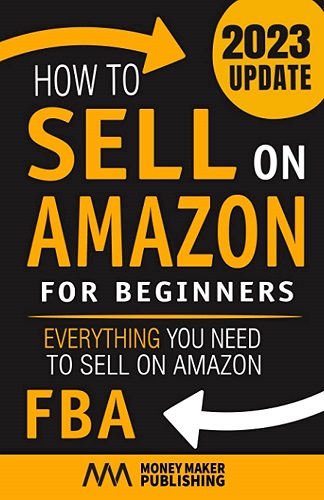 2023
UPDATE
HOW TO
SELL ON
AMAZON
FOR BEGINNERS
EVERYTHING YOU NEED
TO SELL ON AMAZON
FBA
MONEY MAKER
PUBLISHING